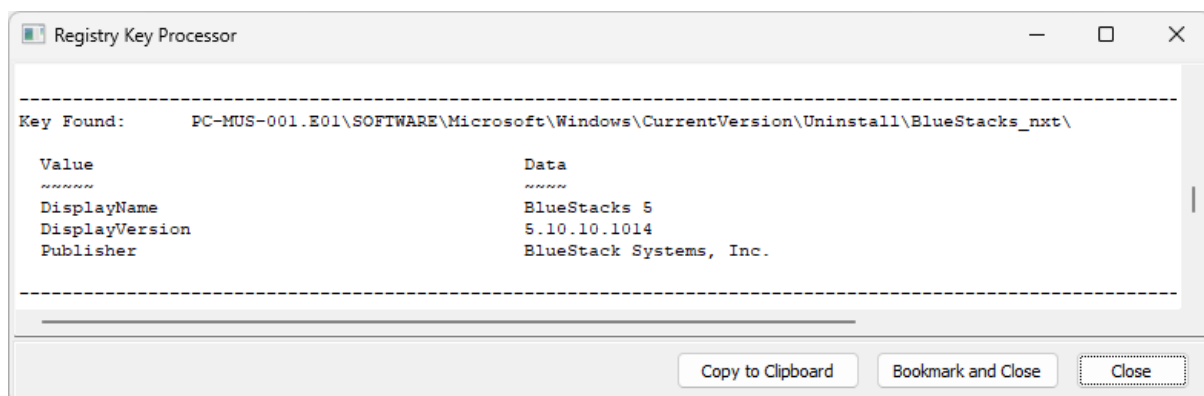 Registry Key Processor
--------------------------------------------------------------------------------------------------------------
Key Found: PC-MUS-001.E01\SOFTWARE\Microsoft\Windows\CurrentVersion\Uninstall\BlueStacks_nxt\
Value Data
~~~~~ ~~~~
DisplayName BlueStacks 5
DisplayVersion 5.10.10.1014
Publisher BlueStack Systems, Inc.
--------------------------------------------------------------------------------------------------------------
Copy to Clipboard Bookmark and Close Close